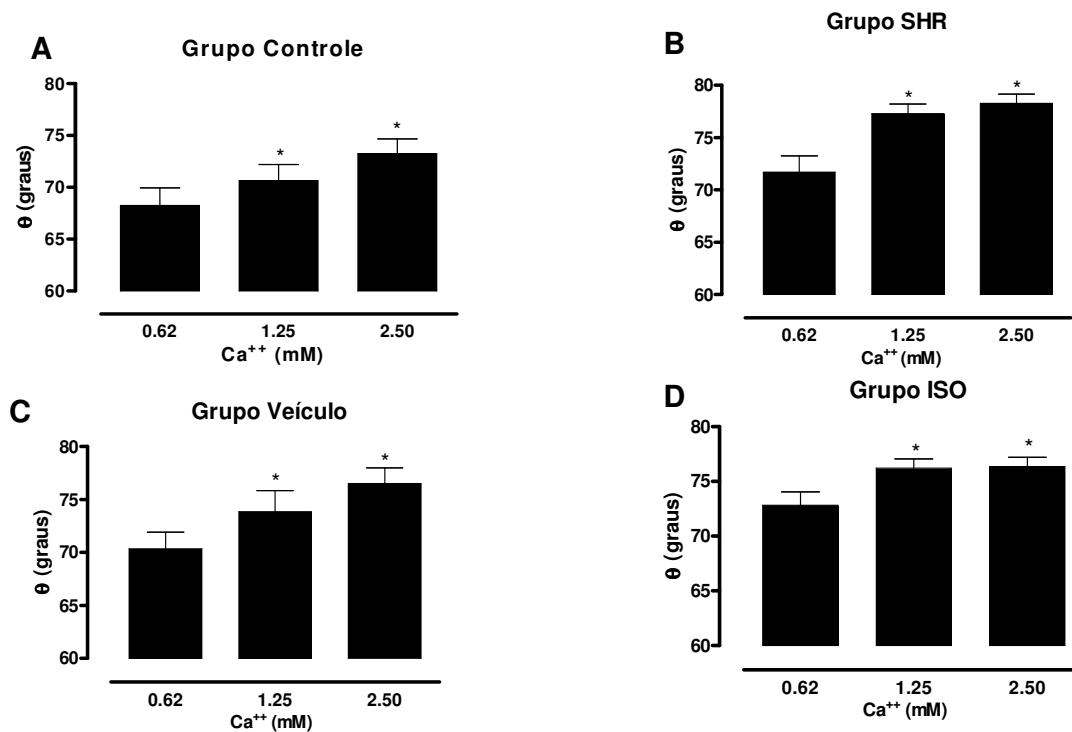 A
Grupo Controle
80
75
70
65
60
θ (graus)
*
*
0.62 1.25 2.50
Ca⁺⁺ (mM)
B
Grupo SHR
80
75
70
65
60
θ (graus)
*
*
0.62 1.25 2.50
Ca⁺⁺ (mM)
C
Grupo Veículo
80
75
70
65
60
θ (graus)
*
*
0.62 1.25 2.50
Ca⁺⁺ (mM)
D
Grupo ISO
80
75
70
65
60
θ (graus)
*
*
0.62 1.25 2.50
Ca⁺⁺ (mM)